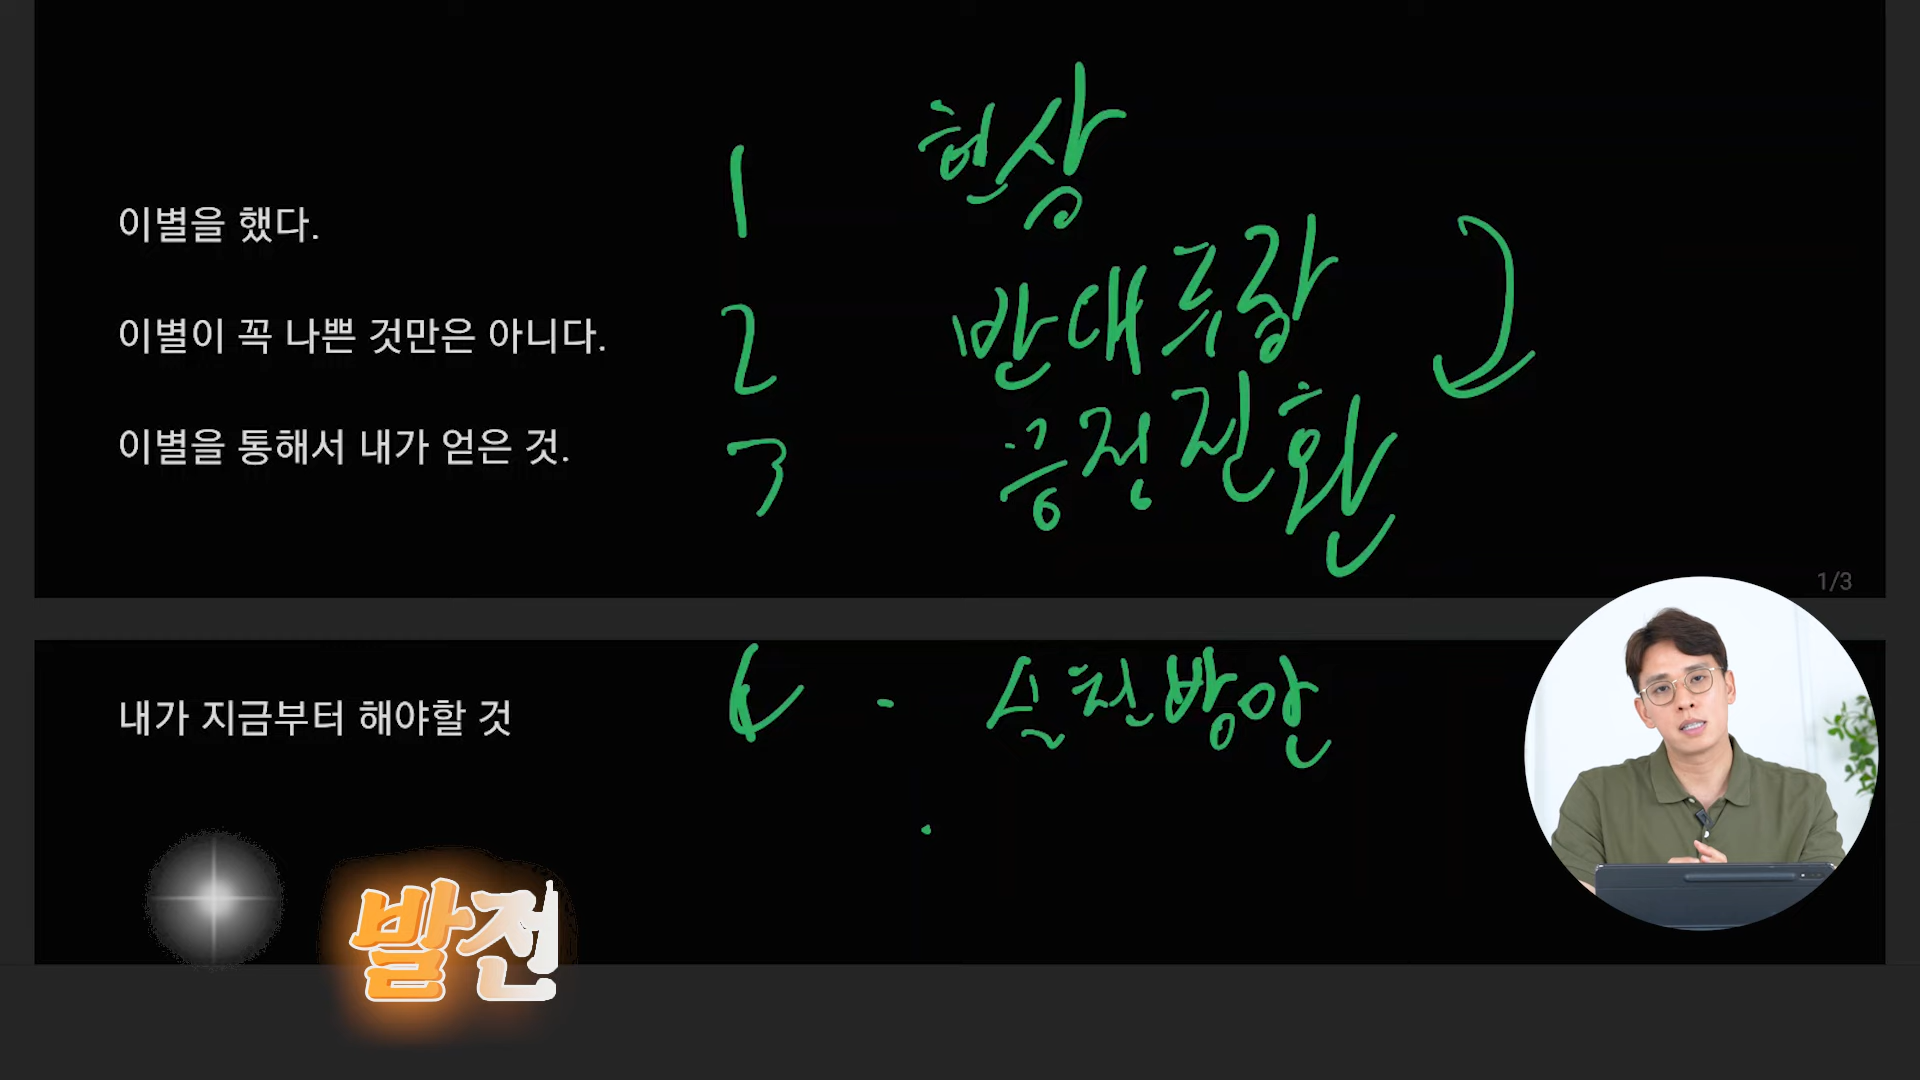 이별을 했다. 1 현상
이별이 꼭 나쁜 것만은 아니다. 2 반대투량
이별을 통해서 내가 얻은 것. 3 긍정전환
1/3
내가 지금부터 해야할 것 - 실천방안
발전